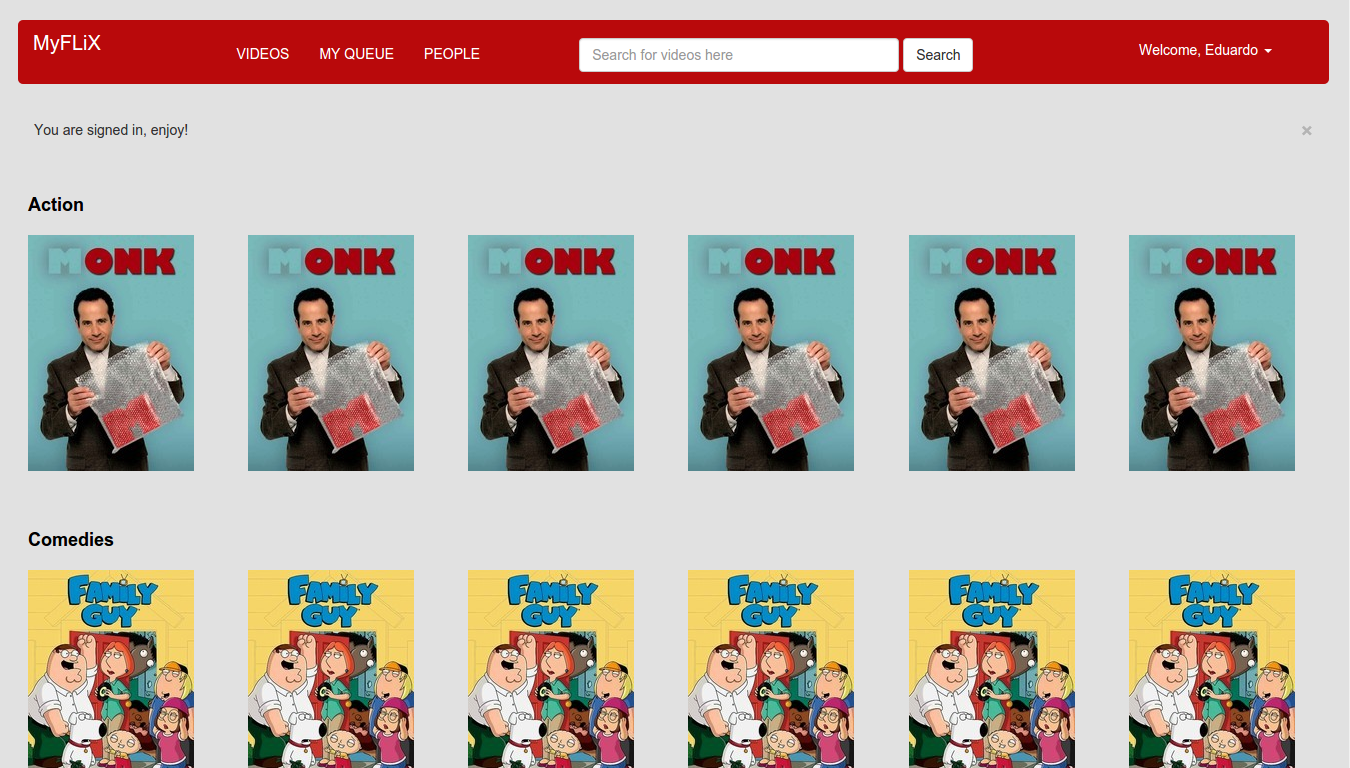 MyFLiX
VIDEOS MY QUEUE PEOPLE Search for videos here Search Welcome, Eduardo
You are signed in, enjoy! ×
Action
MONK MONK MONK MONK MONK MONK
Comedies
FAMILY GUY FAMILY GUY FAMILY GUY FAMILY GUY FAMILY GUY FAMILY GUY